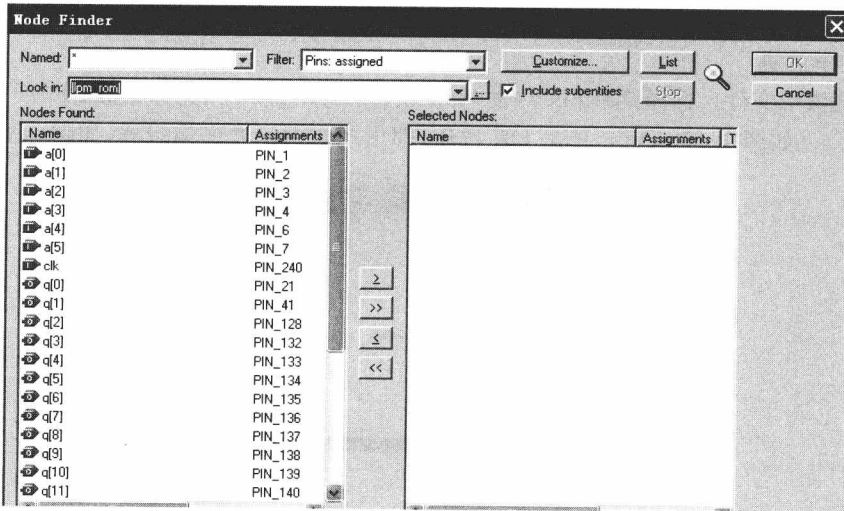 Node Finder
Named: * Filter: Pins: assigned Customize... List OK
Look in: |lpm_rom| ... Include subentities Stop Cancel
Nodes Found: Selected Nodes:
Name Assignments Name Assignments T
a[0] PIN_1
a[1] PIN_2
a[2] PIN_3
a[3] PIN_4
a[4] PIN_6
a[5] PIN_7
clk PIN_240
q[0] PIN_21
q[1] PIN_41
q[2] PIN_128
q[3] PIN_132
q[4] PIN_133
q[5] PIN_134
q[6] PIN_135
q[7] PIN_136
q[8] PIN_137
q[9] PIN_138
q[10] PIN_139
q[11] PIN_140
>
>>
<
<<